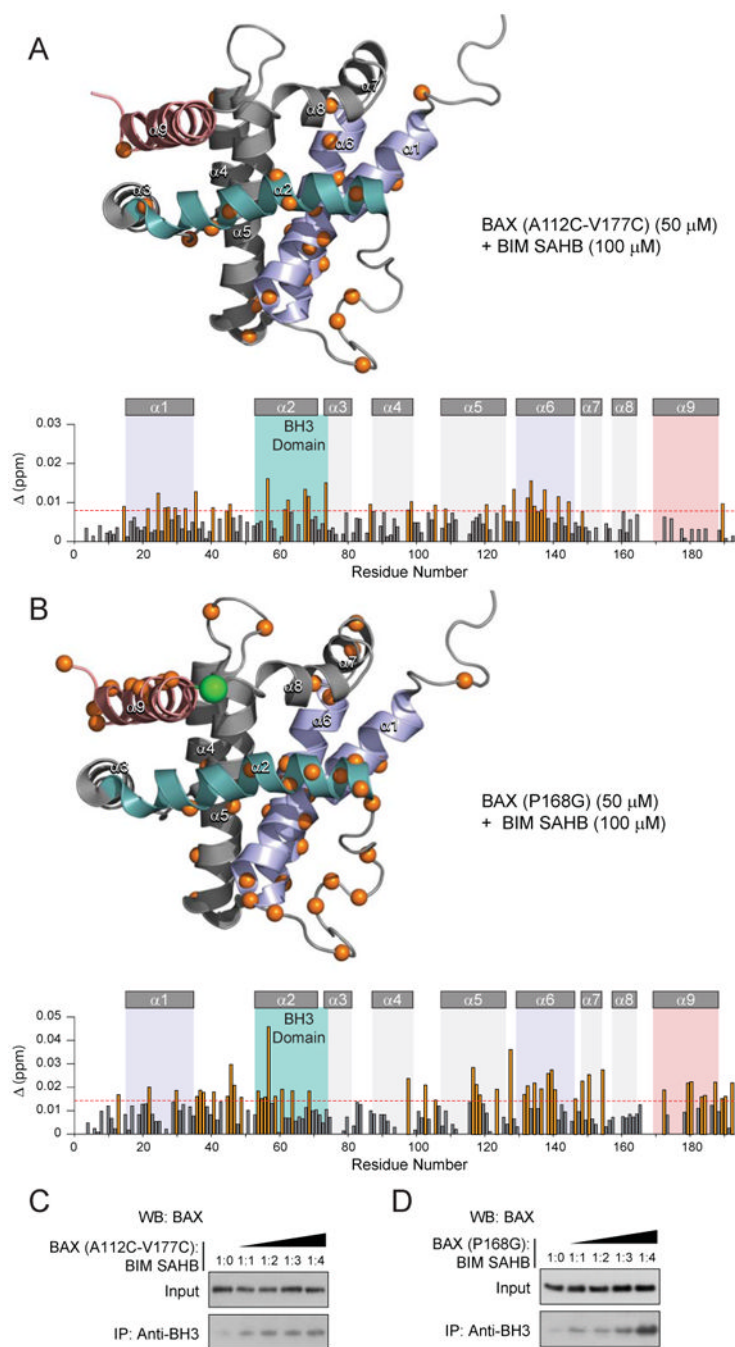 A
α7
α8
α9
α6
α1
α4
α3
α2
α5
BAX (A112C-V177C) (50 μM)
+ BIM SAHB (100 μM)
α1 α2 α3 α4 α5 α6 α7 α8 α9
BH3
Domain
0.03
0.02
0.01
0
Δ (ppm)
0 20 40 60 80 100 120 140 160 180
Residue Number
B
α7
α8
α9
α6
α1
α4
α3
α2
α5
BAX (P168G) (50 μM)
+ BIM SAHB (100 μM)
α1 α2 α3 α4 α5 α6 α7 α8 α9
BH3
Domain
0.05
0.04
0.03
0.02
0.01
0
Δ (ppm)
0 20 40 60 80 100 120 140 160 180
Residue Number
C
WB: BAX
BAX (A112C-V177C):
BIM SAHB
1:0 1:1 1:2 1:3 1:4
Input
IP: Anti-BH3
D
WB: BAX
BAX (P168G):
BIM SAHB
1:0 1:1 1:2 1:3 1:4
Input
IP: Anti-BH3